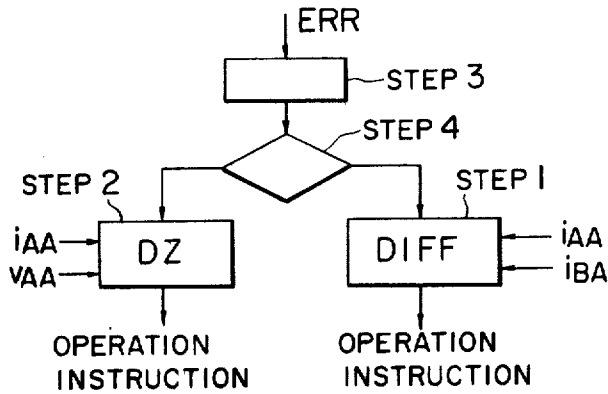 ERR
STEP 3
STEP 4
STEP 2
STEP 1
iAA
vAA
DZ
DIFF
iAA
iBA
OPERATION
INSTRUCTION
OPERATION
INSTRUCTION